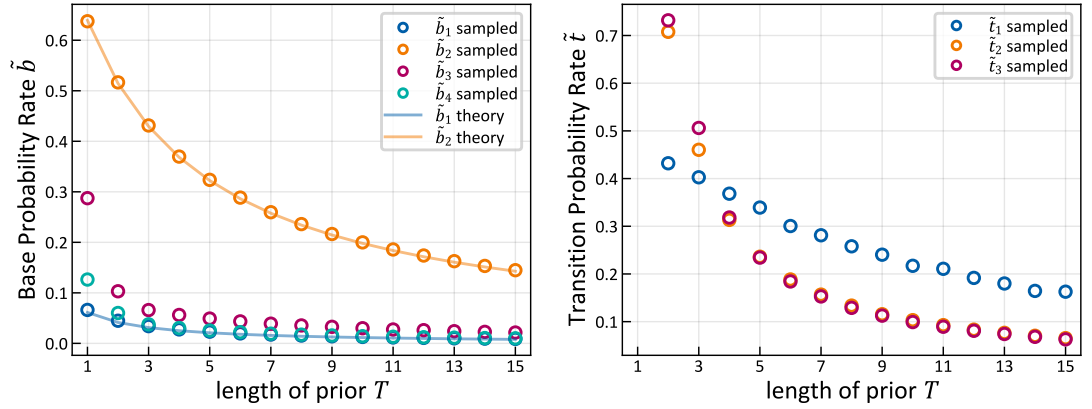 0.6
0.5
0.4
0.3
0.2
0.1
0.0
Base Probability Rate b̃
b̃₁ sampled
b̃₂ sampled
b̃₃ sampled
b̃₄ sampled
b̃₁ theory
b̃₂ theory
1 3 5 7 9 11 13 15
length of prior T
0.7
0.6
0.5
0.4
0.3
0.2
0.1
Transition Probability Rate t̃
t̃₁ sampled
t̃₂ sampled
t̃₃ sampled
1 3 5 7 9 11 13 15
length of prior T